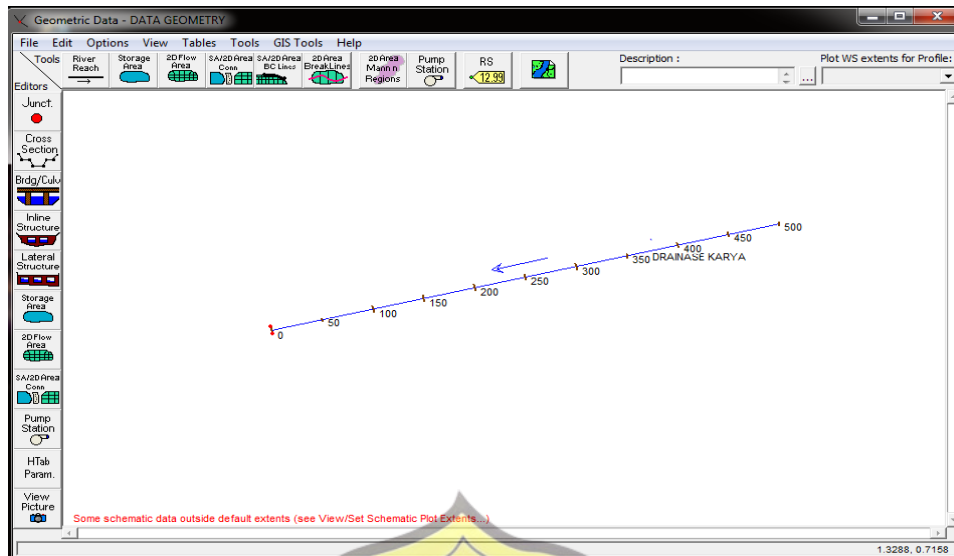 Geometric Data - DATA GEOMETRY
File Edit Options View Tables Tools GIS Tools Help
Tools
Editors
River Reach
Storage Area
2D Flow Area
SA/2D Area Conn
SA/2D Area BC Lines
2D Area BreakLines
2D Area Mann n Regions
Pump Station
RS
12.99
Description :
...
Plot WS extents for Profile:
Junct.
Cross Section
Brdg/Culv
Inline Structure
Lateral Structure
Storage Area
2D Flow Area
SA/2D Area Conn
Pump Station
HTab Param.
View Picture
500
450
400
350
DRAINASE KARYA
300
250
200
150
100
50
0
Some schematic data outside default extents (see View/Set Schematic Plot Extents...)
1.3288, 0.7158